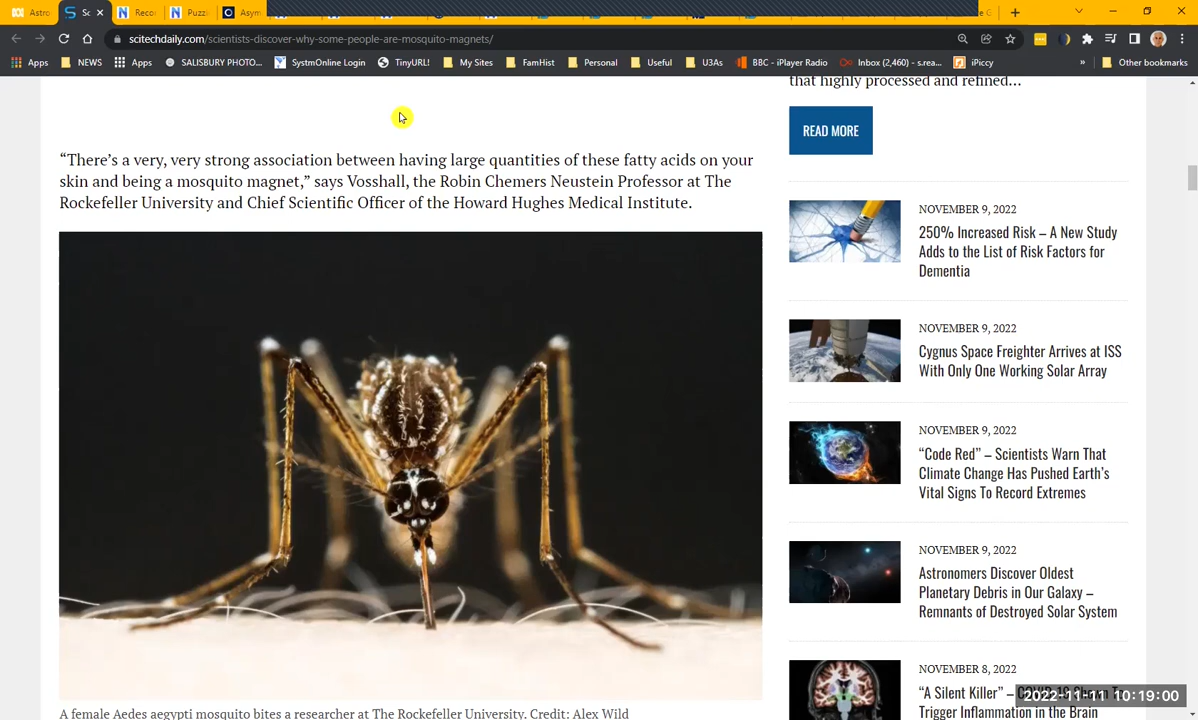 Astro
Sc
Reco
Puzzl
Asym
scitechdaily.com/scientists-discover-why-some-people-are-mosquito-magnets/
Apps
NEWS
Apps
SALISBURY PHOTO...
SystmOnline Login
TinyURL!
My Sites
FamHist
Personal
Useful
U3As
BBC - iPlayer Radio
Inbox (2,460) - s.rea...
iPiccy
»
Other bookmarks
that highly processed and refined...
READ MORE
“There’s a very, very strong association between having large quantities of these fatty acids on your
skin and being a mosquito magnet,” says Vosshall, the Robin Chemers Neustein Professor at The
Rockefeller University and Chief Scientific Officer of the Howard Hughes Medical Institute.
A female Aedes aegypti mosquito bites a researcher at The Rockefeller University. Credit: Alex Wild
NOVEMBER 9, 2022
250% Increased Risk – A New Study
Adds to the List of Risk Factors for
Dementia
NOVEMBER 9, 2022
Cygnus Space Freighter Arrives at ISS
With Only One Working Solar Array
NOVEMBER 9, 2022
“Code Red” – Scientists Warn That
Climate Change Has Pushed Earth’s
Vital Signs To Record Extremes
NOVEMBER 9, 2022
Astronomers Discover Oldest
Planetary Debris in Our Galaxy –
Remnants of Destroyed Solar System
NOVEMBER 8, 2022
“A Silent Killer” –
Trigger Inflammation in the Brain
2022-11-11 10:19:00